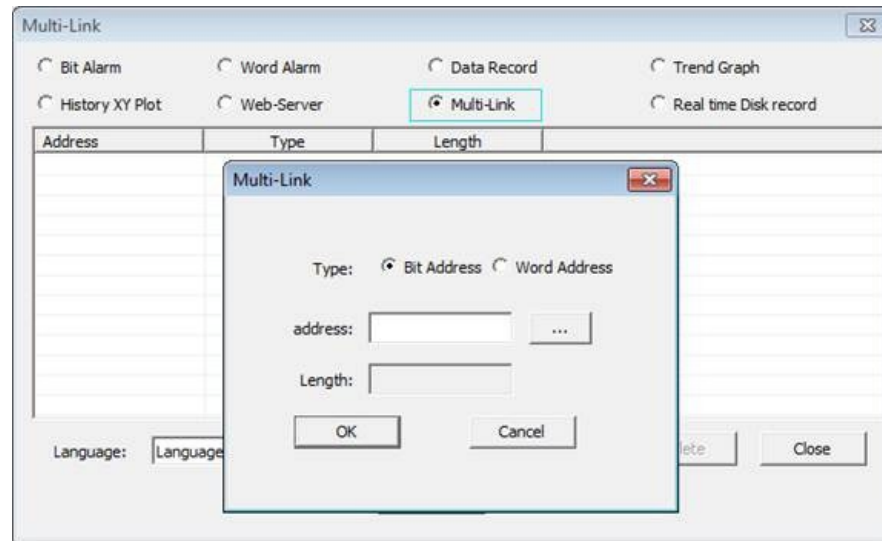 Multi-Link
Bit Alarm Word Alarm Data Record Trend Graph
History XY Plot Web-Server Multi-Link Real time Disk record
Address Type Length
Multi-Link
Type: Bit Address Word Address
address: ...
Length:
OK Cancel
Language: Language lete Close